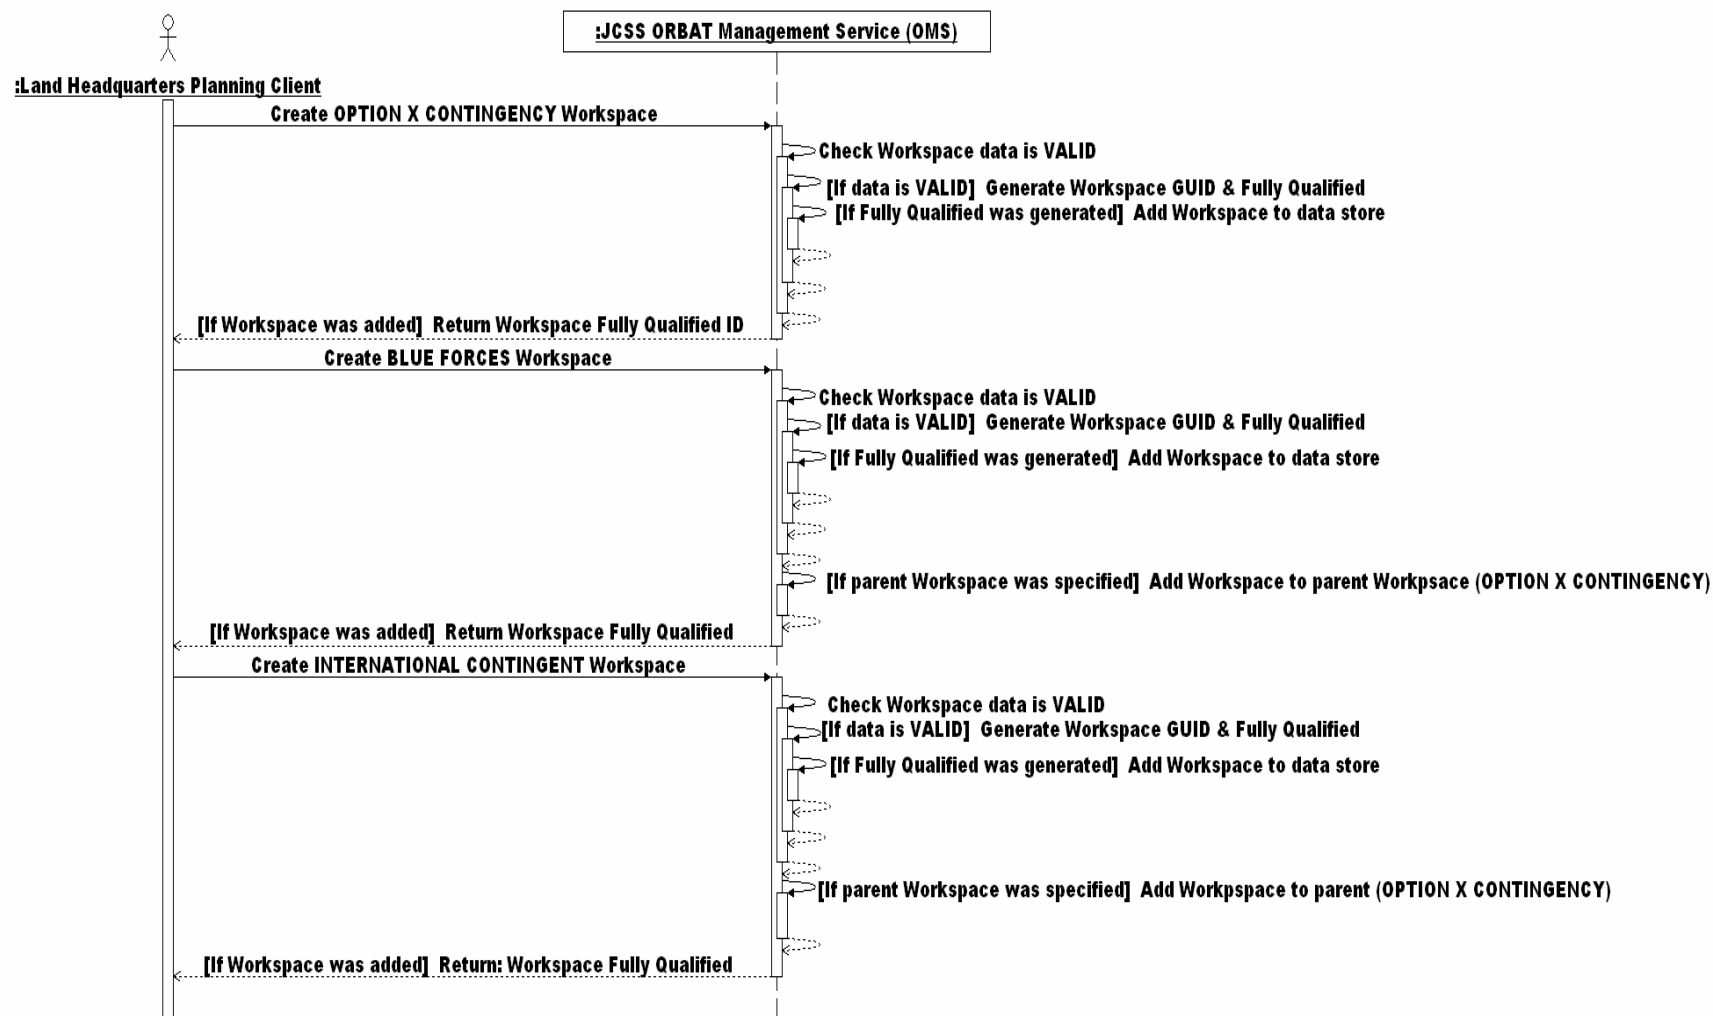 :JCSS ORBAT Management Service (OMS)
:Land Headquarters Planning Client
Create OPTION X CONTINGENCY Workspace
Check Workspace data is VALID
[If data is VALID] Generate Workspace GUID & Fully Qualified
[If Fully Qualified was generated] Add Workspace to data store
[If Workspace was added] Return Workspace Fully Qualified ID
Create BLUE FORCES Workspace
Check Workspace data is VALID
[If data is VALID] Generate Workspace GUID & Fully Qualified
[If Fully Qualified was generated] Add Workspace to data store
[If parent Workspace was specified] Add Workspace to parent Workpsace (OPTION X CONTINGENCY)
[If Workspace was added] Return Workspace Fully Qualified
Create INTERNATIONAL CONTINGENT Workspace
Check Workspace data is VALID
[If data is VALID] Generate Workspace GUID & Fully Qualified
[If Fully Qualified was generated] Add Workspace to data store
[If parent Workspace was specified] Add Workpspace to parent (OPTION X CONTINGENCY)
[If Workspace was added] Return: Workspace Fully Qualified